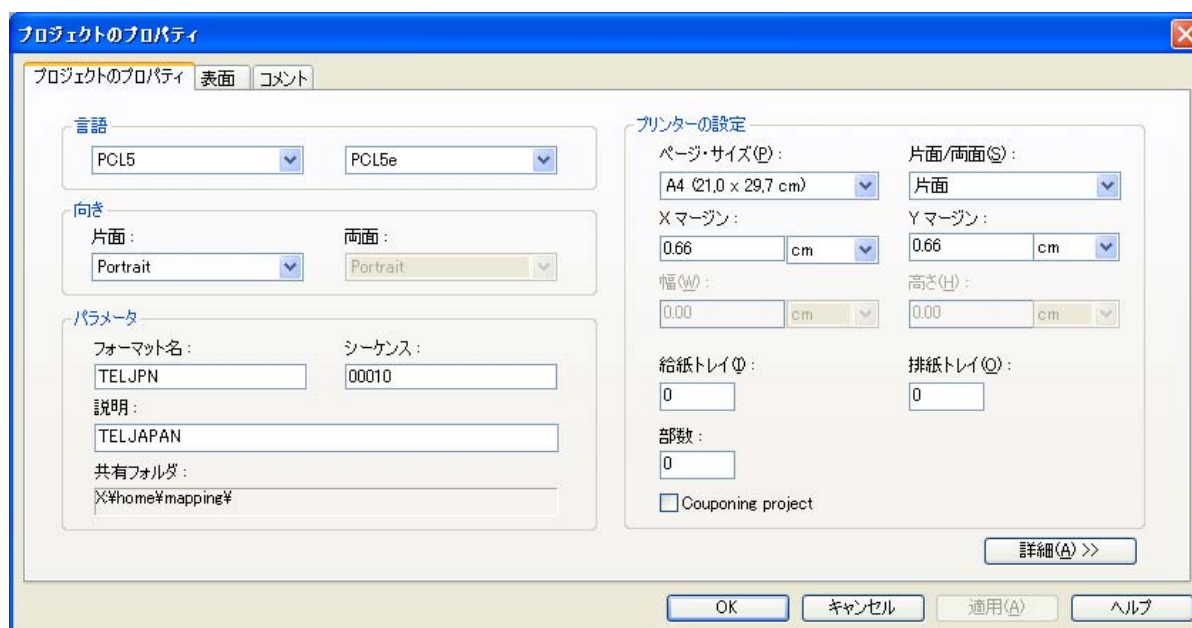 プロジェクトのプロパティ
プロジェクトのプロパティ 表面 コメント
言語
PCL5 PCL5e
向き
片面: 両面:
Portrait Portrait
パラメータ
フォーマット名: シーケンス:
TELJPN 00010
説明:
TELJAPAN
共有フォルダ:
X¥home¥mapping¥
プリンターの設定
ページ・サイズ(P): 片面/両面(S):
A4 (21,0 x 29,7 cm) 片面
X マージン: Y マージン:
0.66 cm 0.66 cm
幅(W): 高さ(H):
0.00 cm 0.00 cm
給紙トレイ(I): 排紙トレイ(O):
0 0
部数:
0
Couponing project
詳細(A) >>
OK キャンセル 適用(A) ヘルプ